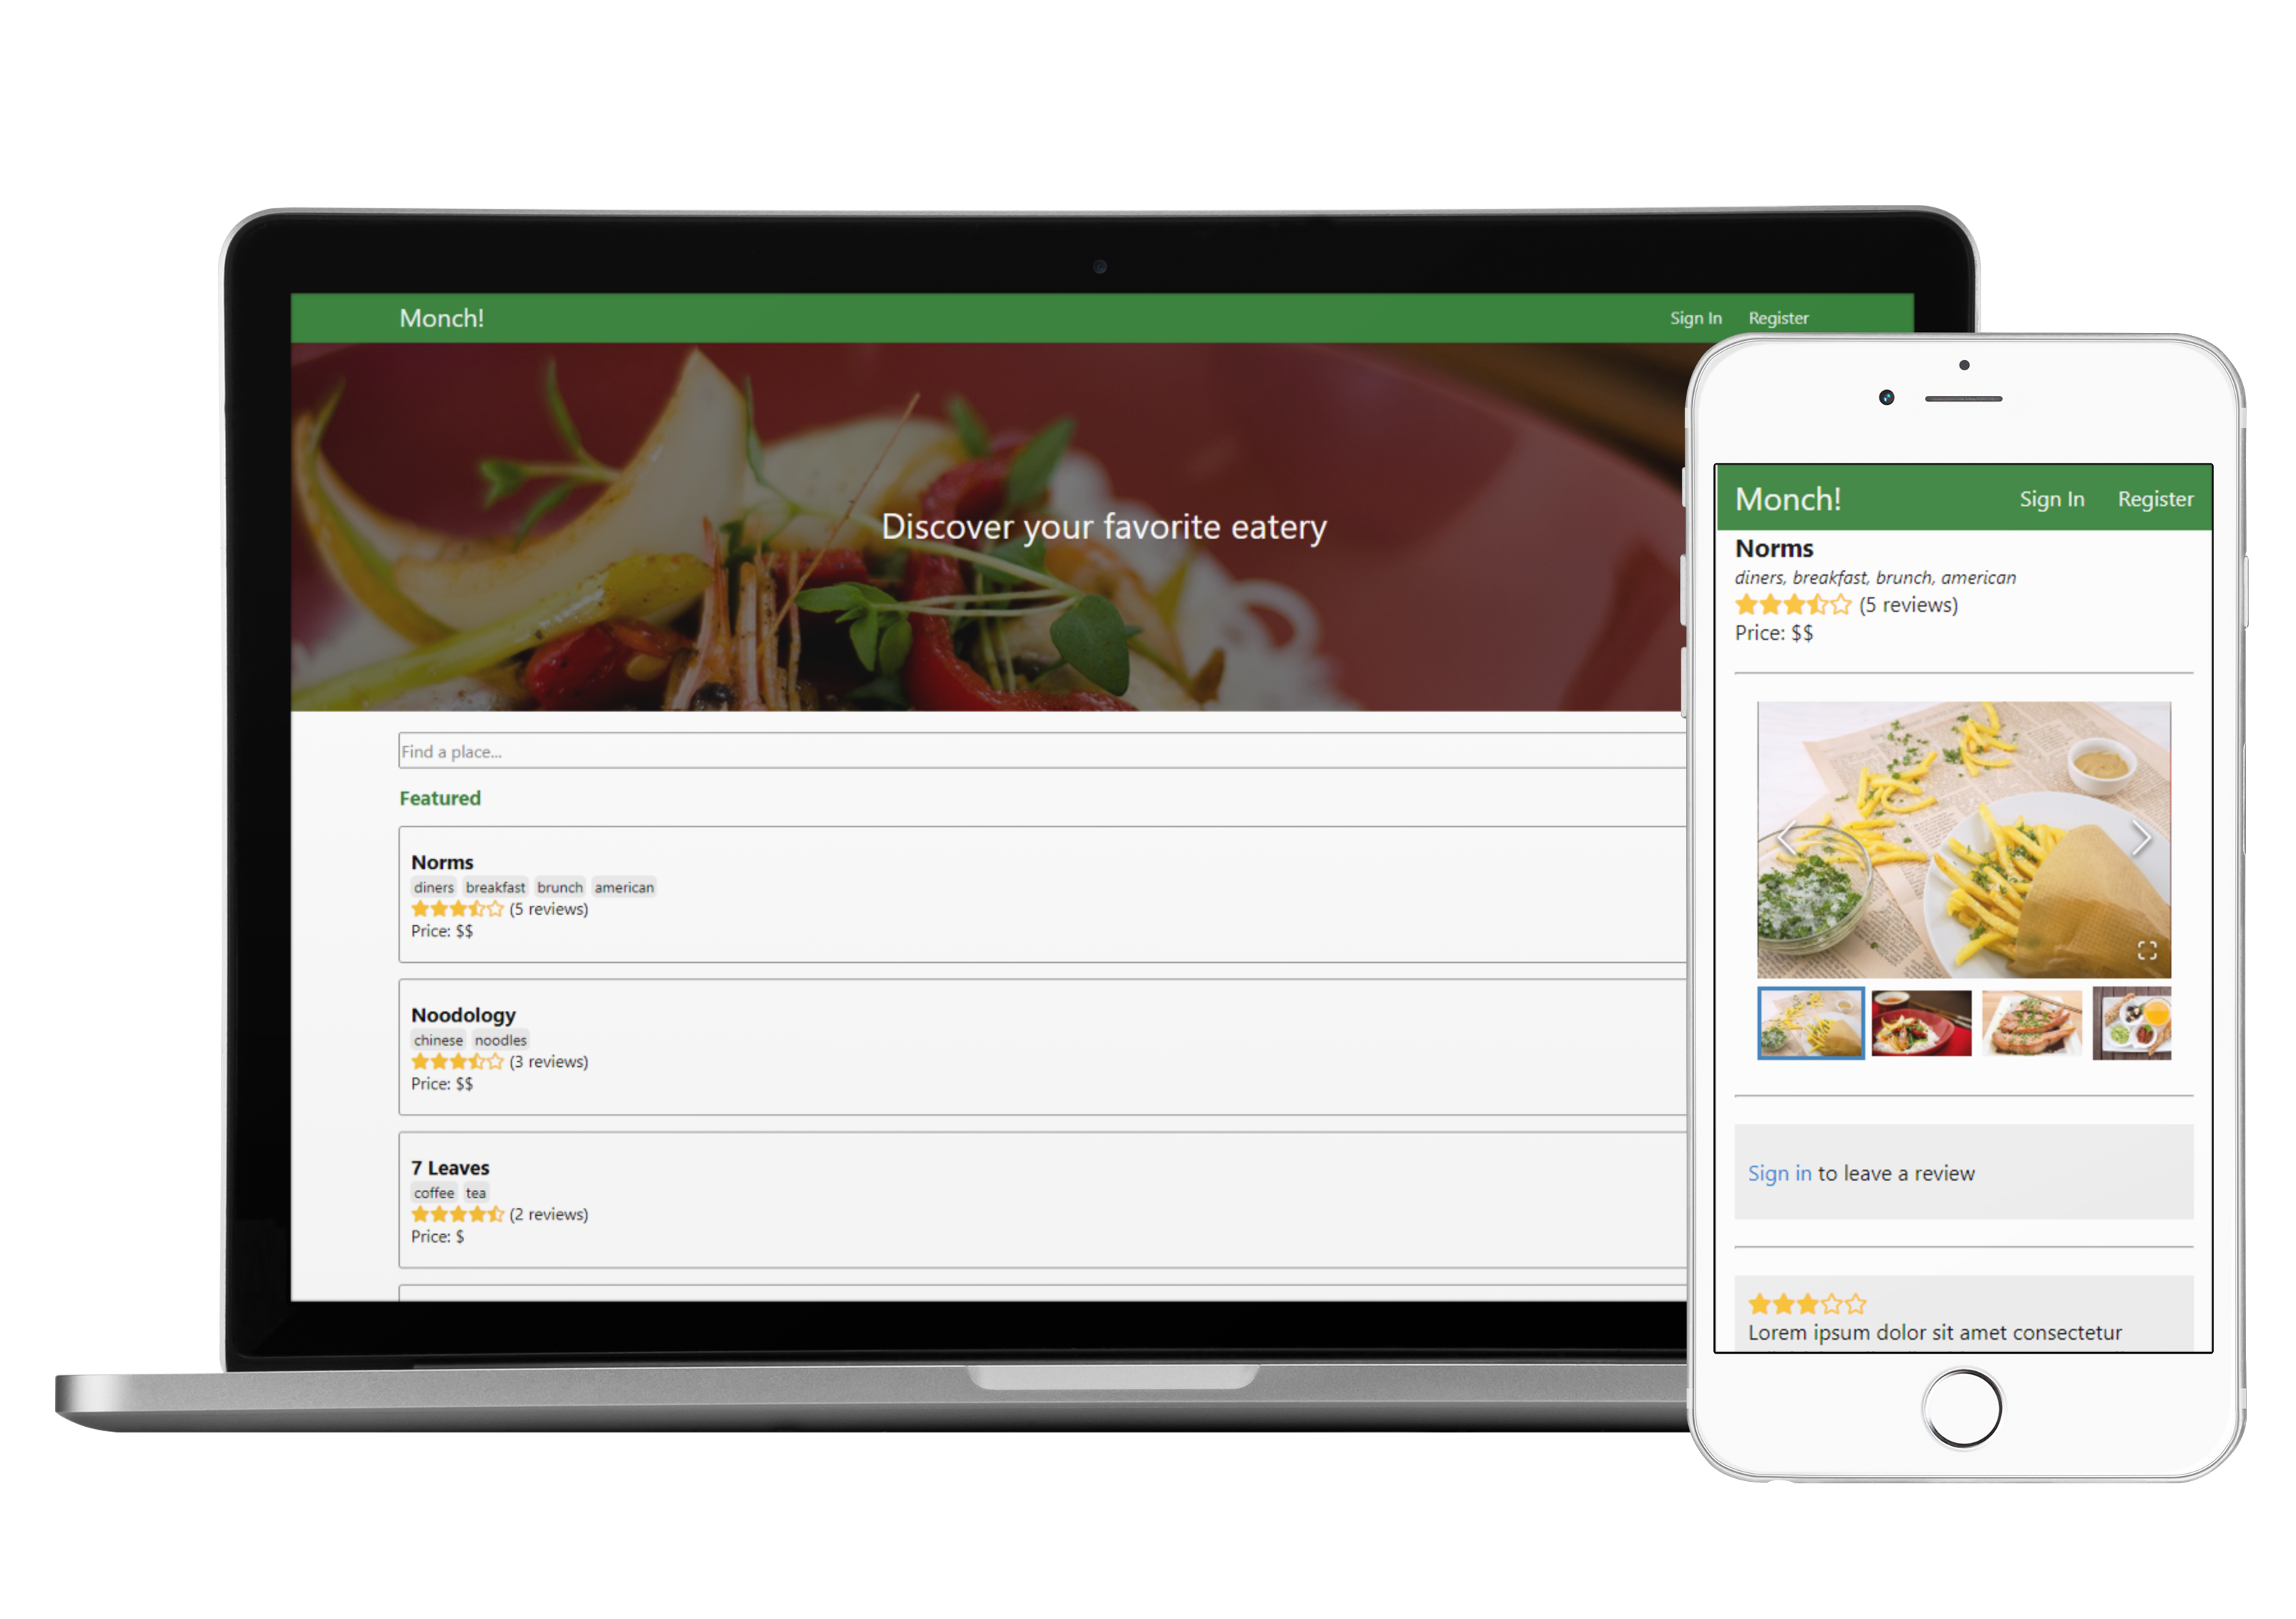 Monch!
Sign In Register
Discover your favorite eatery
Find a place...
Featured
Norms
diners breakfast brunch american
(5 reviews)
Price: $$
Noodology
chinese noodles
(3 reviews)
Price: $$
7 Leaves
coffee tea
(2 reviews)
Price: $
Monch! Sign In Register
Norms
diners, breakfast, brunch, american
(5 reviews)
Price: $$
Sign in to leave a review
Lorem ipsum dolor sit amet consectetur